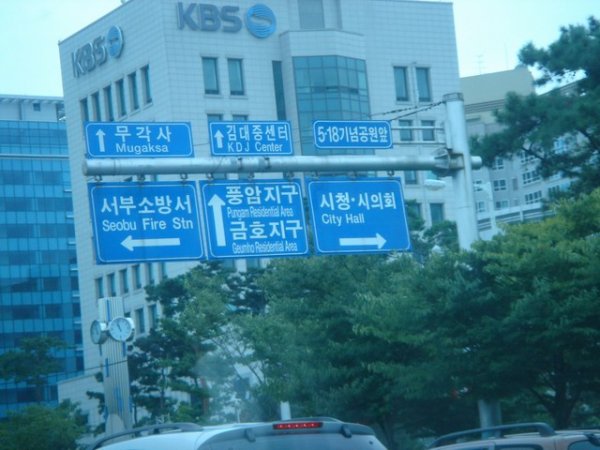 KBS
KBS
무각사
Mugaksa
김대중센터
KDJ Center
5·18기념공원앞
서부소방서
Seobu Fire Stn
풍암지구
Pungam Residential Area
금호지구
Geumho Residential Area
시청·시의회
City Hall